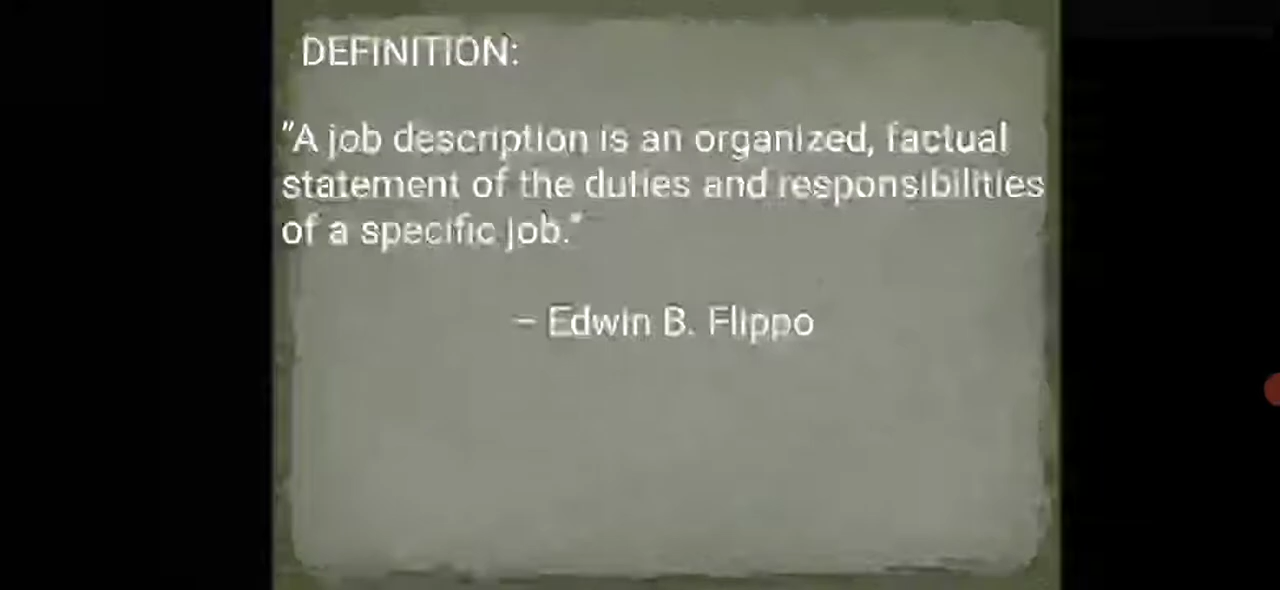 DEFINITION:
"A job description is an organized, factual
statement of the duties and responsibilities
of a specific job."
– Edwin B. Flippo